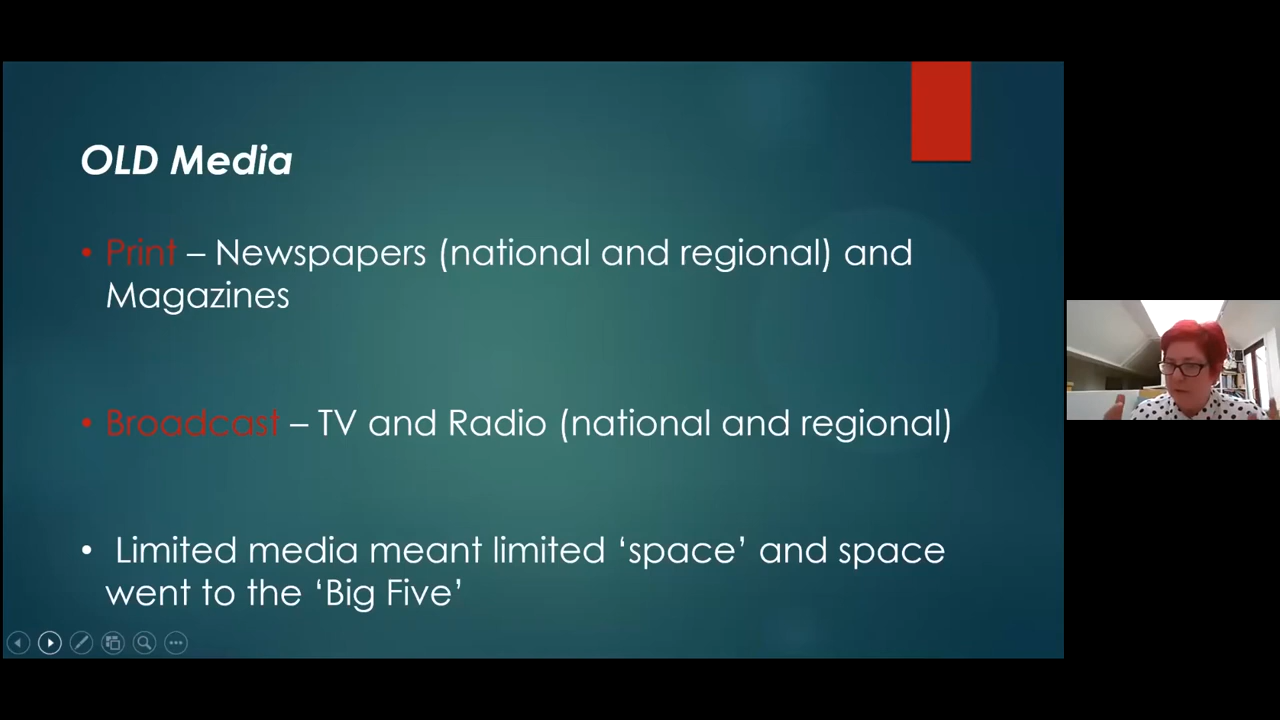 OLD Media
• Print – Newspapers (national and regional) and
Magazines
• Broadcast – TV and Radio (national and regional)
• Limited media meant limited ‘space’ and space
went to the ‘Big Five’